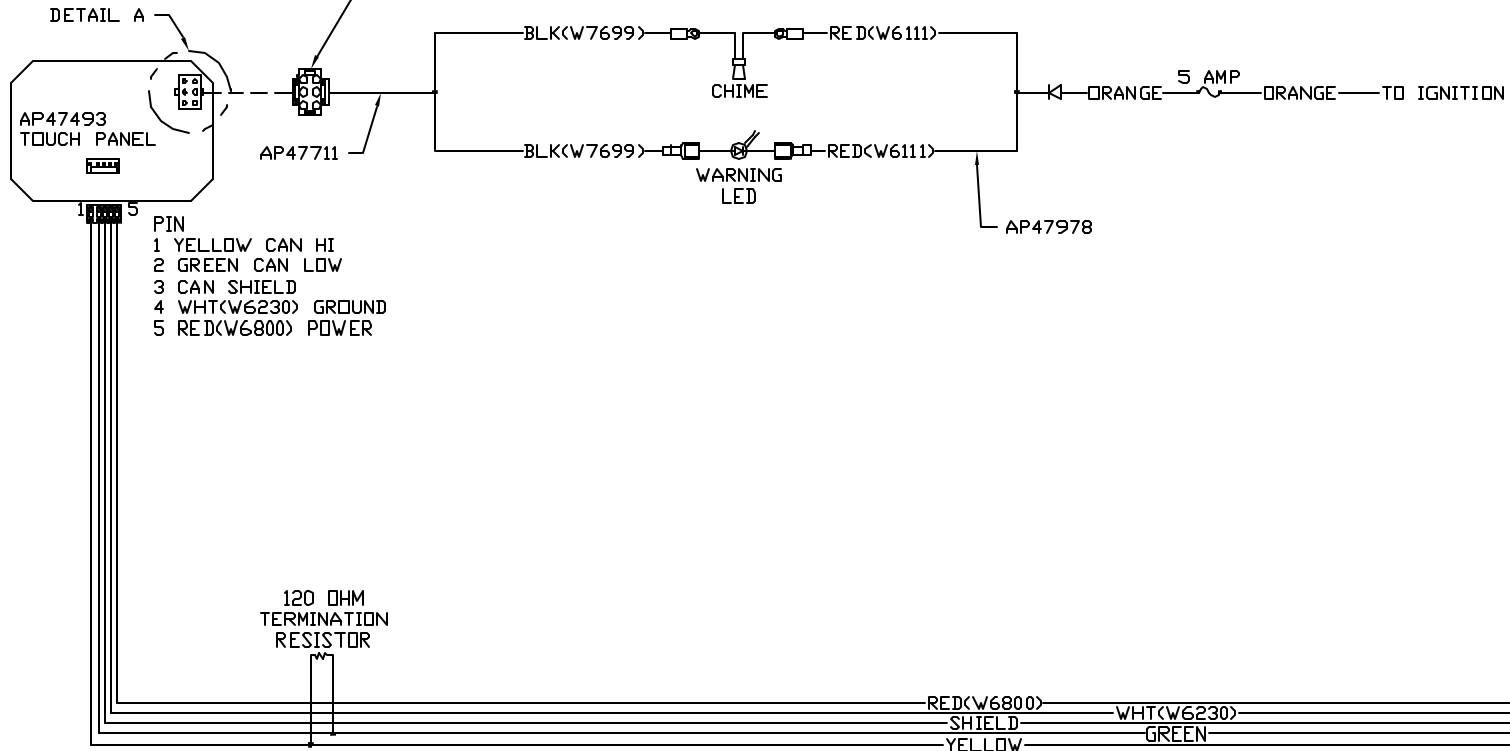 DETAIL A
BLK(W7699)
RED(W6111)
CHIME
5 AMP
ORANGE
ORANGE
TO IGNITION
AP47493
TOUCH PANEL
AP47711
BLK(W7699)
RED(W6111)
WARNING
LED
AP47978
1
5
PIN
1 YELLOW CAN HI
2 GREEN CAN LOW
3 CAN SHIELD
4 WHT(W6230) GROUND
5 RED(W6800) POWER
120 OHM
TERMINATION
RESISTOR
RED(W6800)
WHT(W6230)
SHIELD
GREEN
YELLOW